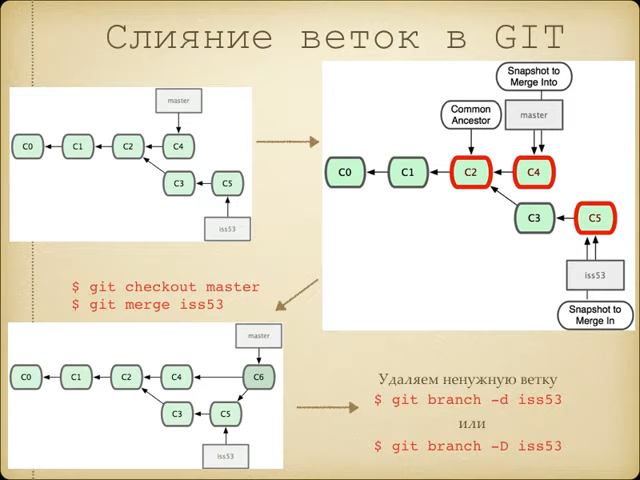 Слияние веток в GIT
master
C0 C1 C2 C4
C3 C5
iss53
Snapshot to
Merge Into
Common
Ancestor
master
C0 C1 C2 C4
C3 C5
iss53
Snapshot to
Merge In
$ git checkout master
$ git merge iss53
master
C0 C1 C2 C4 C6
C3 C5
iss53
Удаляем ненужную ветку
$ git branch -d iss53
или
$ git branch -D iss53